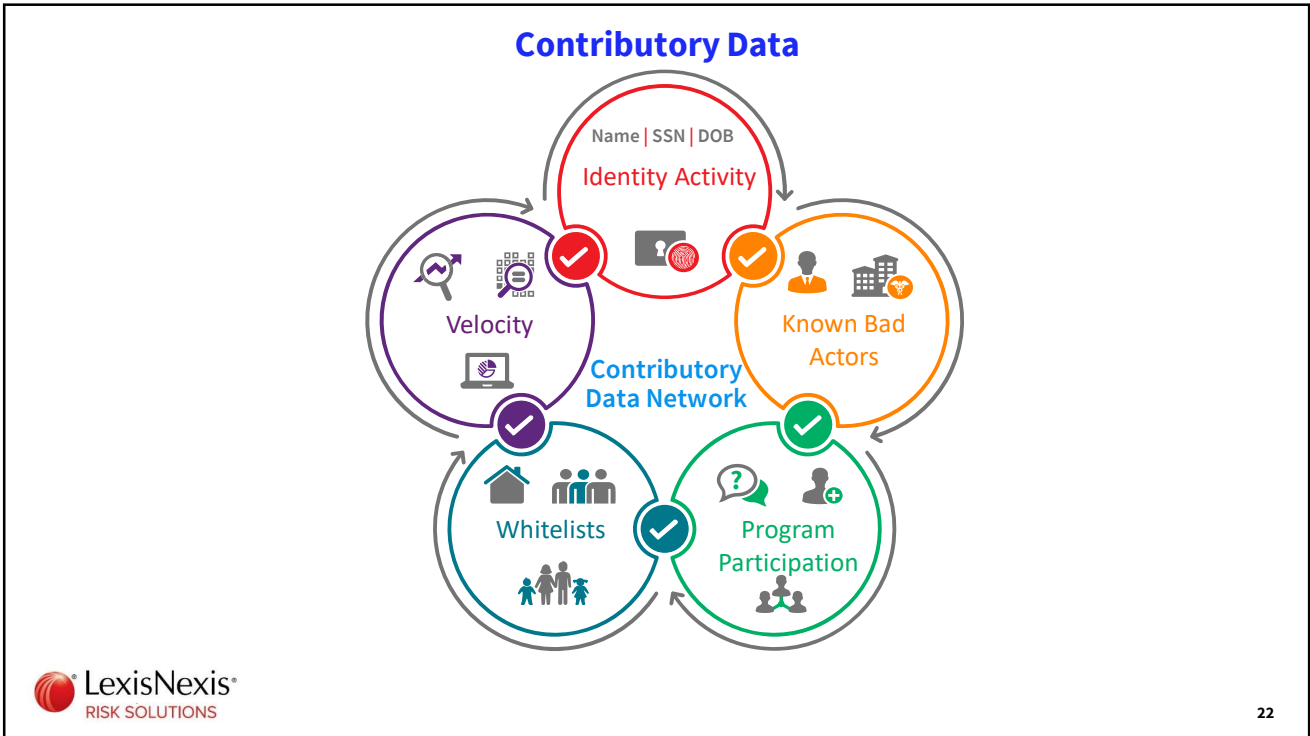 Contributory Data
Name | SSN | DOB
Identity Activity
Velocity
Known Bad
Actors
Contributory
Data Network
?
Whitelists
Program
Participation
LexisNexis®
RISK SOLUTIONS
22